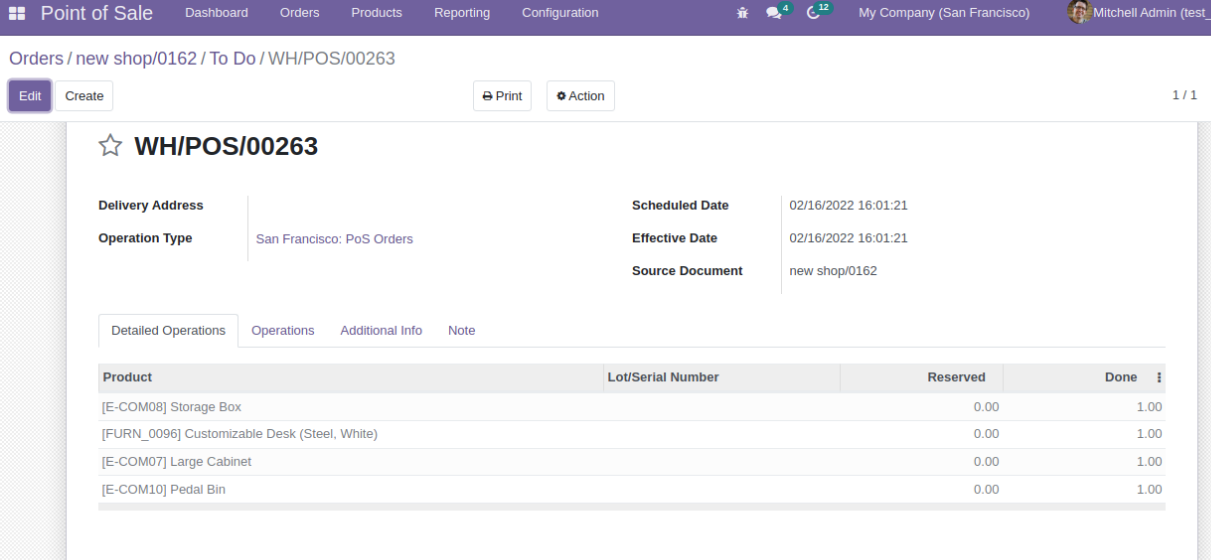 Point of Sale Dashboard Orders Products Reporting Configuration 4 12 My Company (San Francisco) Mitchell Admin (test_
Orders / new shop/0162 / To Do / WH/POS/00263
Edit Create Print Action 1 / 1
WH/POS/00263
Delivery Address Scheduled Date 02/16/2022 16:01:21
Operation Type San Francisco: PoS Orders Effective Date 02/16/2022 16:01:21
Source Document new shop/0162
Detailed Operations Operations Additional Info Note
Product Lot/Serial Number Reserved Done
[E-COM08] Storage Box 0.00 1.00
[FURN_0096] Customizable Desk (Steel, White) 0.00 1.00
[E-COM07] Large Cabinet 0.00 1.00
[E-COM10] Pedal Bin 0.00 1.00